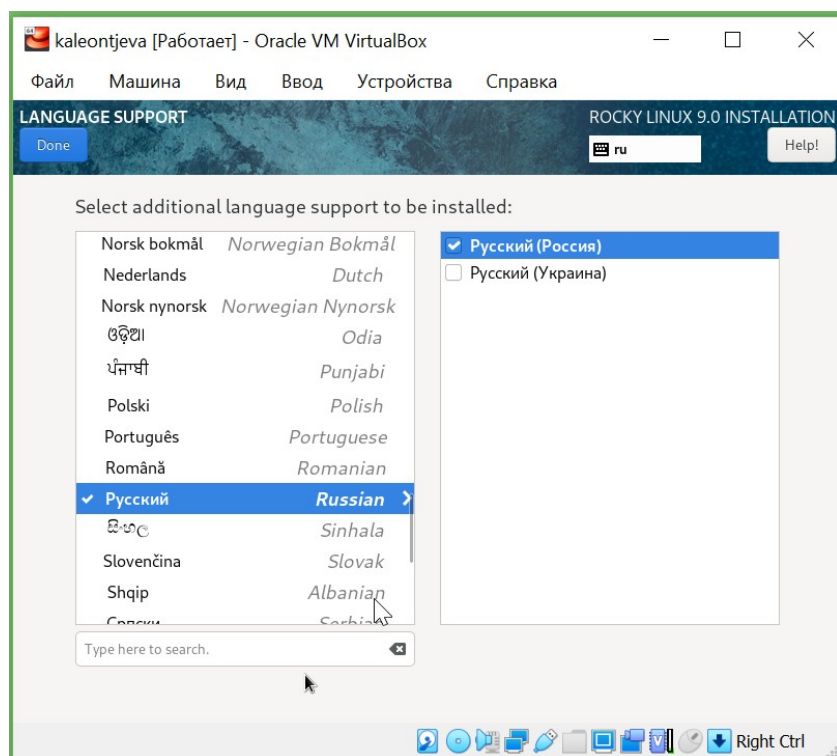 kaleontjeva [Работает] - Oracle VM VirtualBox
Файл Машина Вид Ввод Устройства Справка
LANGUAGE SUPPORT
ROCKY LINUX 9.0 INSTALLATION
Done
ru
Help!
Select additional language support to be installed:
Norsk bokmål Norwegian Bokmål
Nederlands Dutch
Norsk nynorsk Norwegian Nynorsk
ଓଡ଼ିଆ Odia
ਪੰਜਾਬੀ Punjabi
Polski Polish
Português Portuguese
Română Romanian
Русский Russian
සිංහල Sinhala
Slovenčina Slovak
Shqip Albanian
Српски Serbian
Русский (Россия)
Русский (Украина)
Type here to search.
Right Ctrl